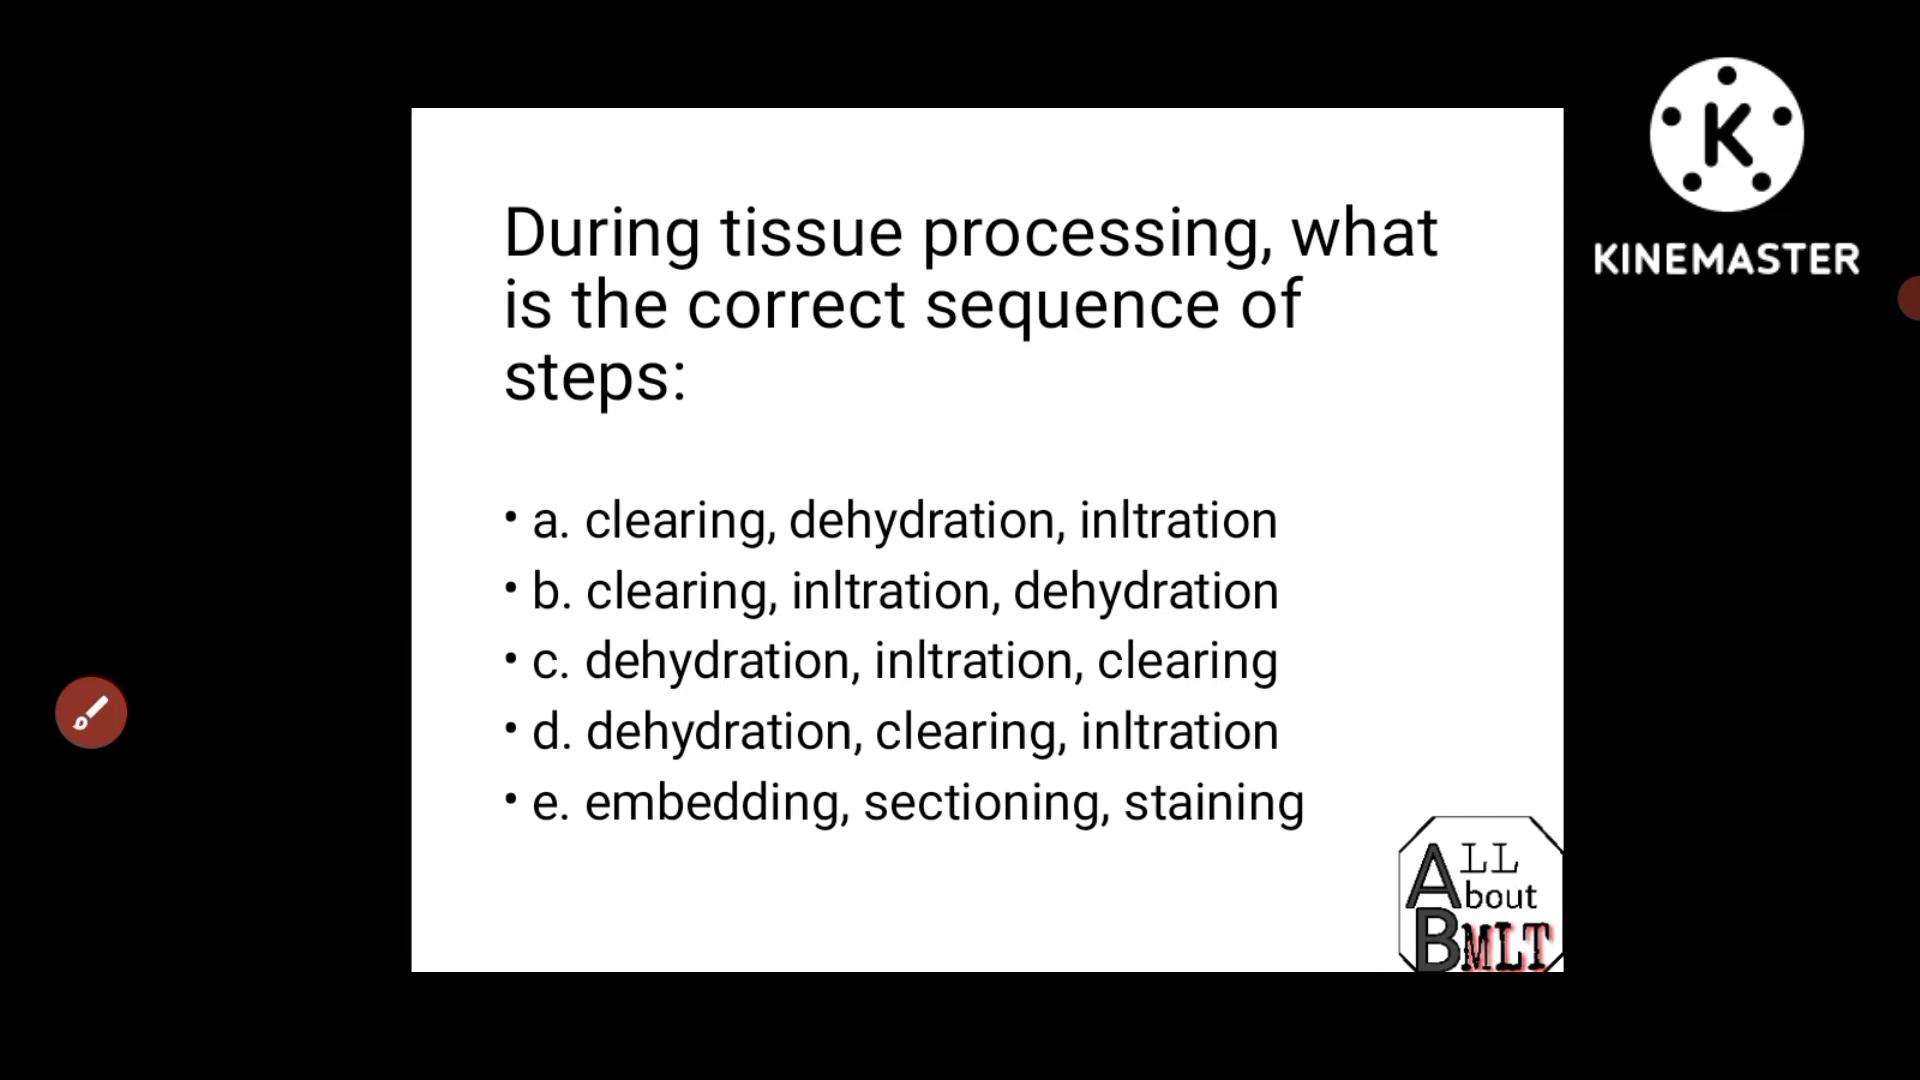 K
KINEMASTER
During tissue processing, what
is the correct sequence of
steps:
• a. clearing, dehydration, inltration
• b. clearing, inltration, dehydration
• c. dehydration, inltration, clearing
• d. dehydration, clearing, inltration
• e. embedding, sectioning, staining
ALL
About
BMLT